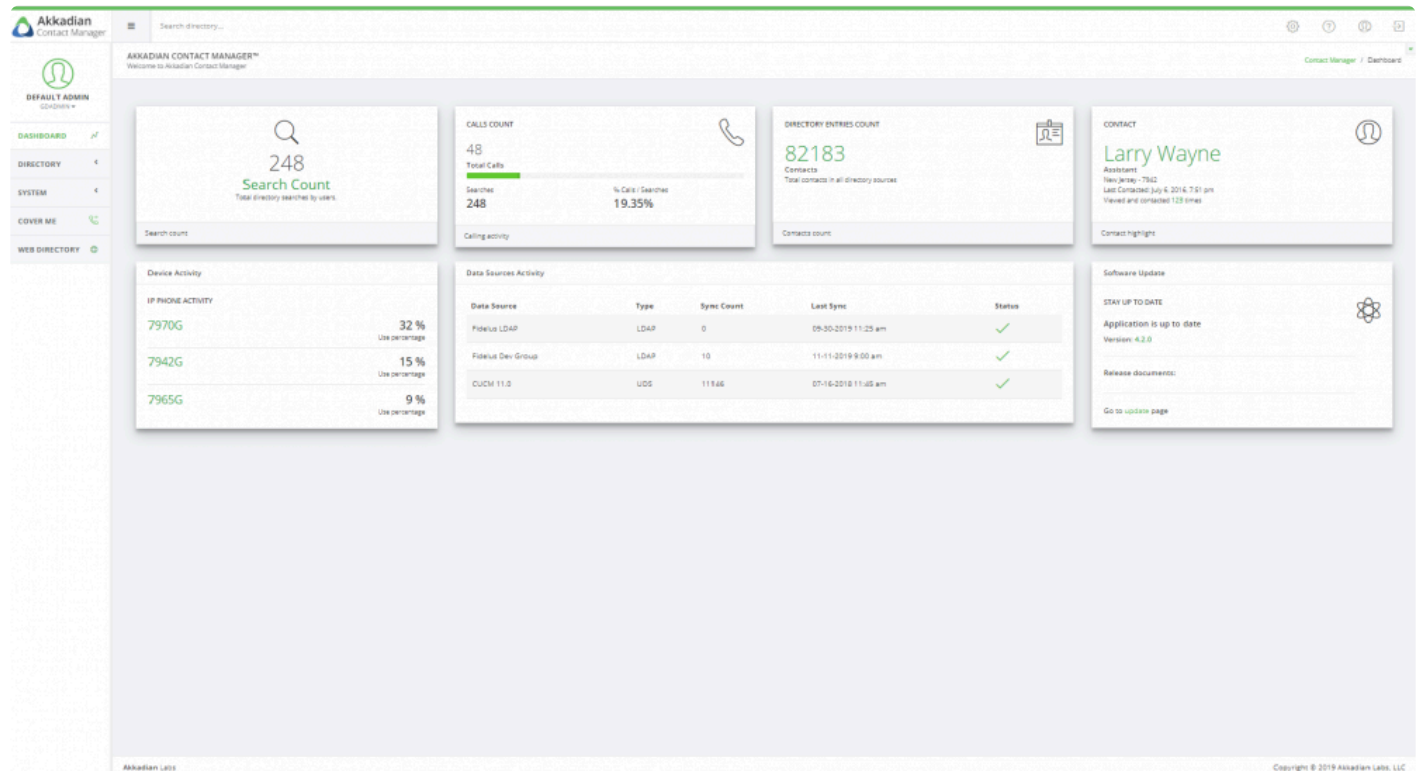 Akkadian
Contact Manager
Search directory...
AKKADIAN CONTACT MANAGER™
Welcome to Akkadian Contact Manager
Contact Manager / Dashboard
DEFAULT ADMIN
GDADMIN
DASHBOARD
DIRECTORY
SYSTEM
COVER ME
WEB DIRECTORY
248
Search Count
Total directory searches by users.
Search count
CALLS COUNT
48
Total Calls
Searches % Calls / Searches
248 19.35%
Calling activity
DIRECTORY ENTRIES COUNT
82183
Contacts
Total contacts in all directory sources
Contacts count
CONTACT
Larry Wayne
Assistant
New Jersey - 7942
Last Contacted: July 6, 2016, 7:51 pm
Viewed and contacted 123 times
Contact highlight
Device Activity
IP PHONE ACTIVITY
7970G 32 %
Use percentage
7942G 15 %
Use percentage
7965G 9 %
Use percentage
Data Sources Activity
Data Source Type Sync Count Last Sync Status
Fidelus LDAP LDAP 0 09-30-2019 11:25 am
Fidelus Dev Group LDAP 10 11-11-2019 9:00 am
CUCM 11.0 UDS 11546 07-16-2018 11:45 am
Software Update
STAY UP TO DATE
Application is up to date
Version: 4.2.0
Release documents:
Go to update page
Akkadian Labs
Copyright © 2019 Akkadian Labs, LLC